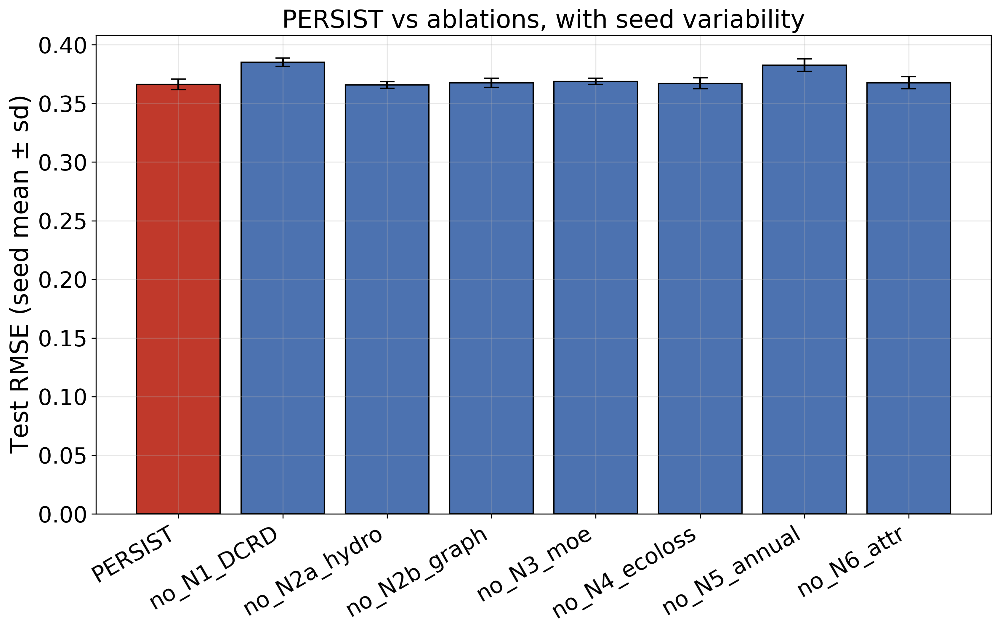 PERSIST vs ablations, with seed variability
Test RMSE (seed mean ± sd)
0.40
0.35
0.30
0.25
0.20
0.15
0.10
0.05
0.00
PERSIST
no_N1_DCRD
no_N2a_hydro
no_N2b_graph
no_N3_moe
no_N4_ecoloss
no_N5_annual
no_N6_attr